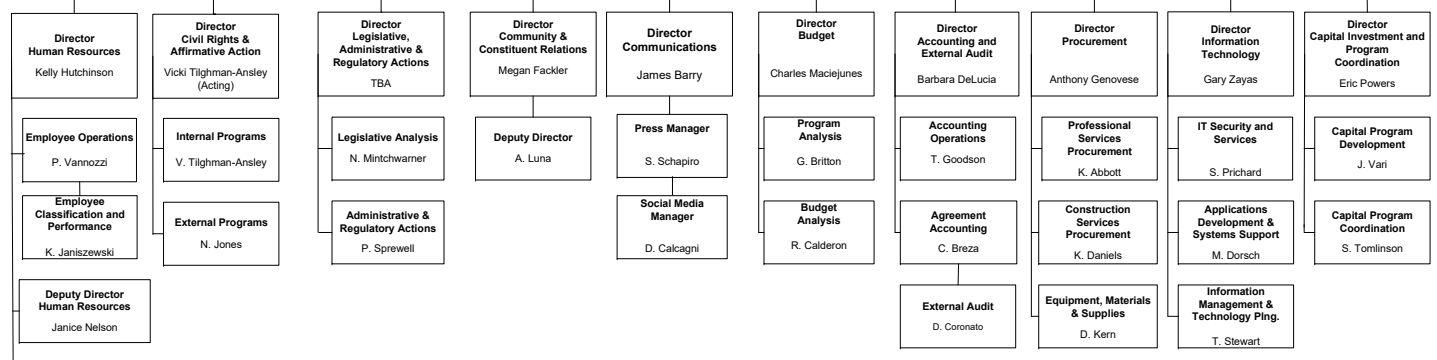 Director
Human Resources
Kelly Hutchinson
Employee Operations
P. Vannozzi
Employee
Classification and
Performance
K. Janiszewski
Deputy Director
Human Resources
Janice Nelson
Director
Civil Rights &
Affirmative Action
Vicki Tilghman-Ansley
(Acting)
Internal Programs
V. Tilghman-Ansley
External Programs
N. Jones
Director
Legislative,
Administrative &
Regulatory Actions
TBA
Legislative Analysis
N. Mintchwarner
Administrative &
Regulatory Actions
P. Sprewell
Director
Community &
Constituent Relations
Megan Fackler
Deputy Director
A. Luna
Director
Communications
James Barry
Press Manager
S. Schapiro
Social Media
Manager
D. Calcagni
Director
Budget
Charles Maciejunes
Program
Analysis
G. Britton
Budget
Analysis
R. Calderon
Director
Accounting and
External Audit
Barbara DeLucia
Accounting
Operations
T. Goodson
Agreement
Accounting
C. Breza
External Audit
D. Coronato
Director
Procurement
Anthony Genovese
Professional
Services
Procurement
K. Abbott
Construction
Services
Procurement
K. Daniels
Equipment, Materials
& Supplies
D. Kern
Director
Information
Technology
Gary Zayas
IT Security and
Services
S. Prichard
Applications
Development &
Systems Support
M. Dorsch
Information
Management &
Technology Plng.
T. Stewart
Director
Capital Investment and
Program
Coordination
Eric Powers
Capital Program
Development
J. Vari
Capital Program
Coordination
S. Tomlinson